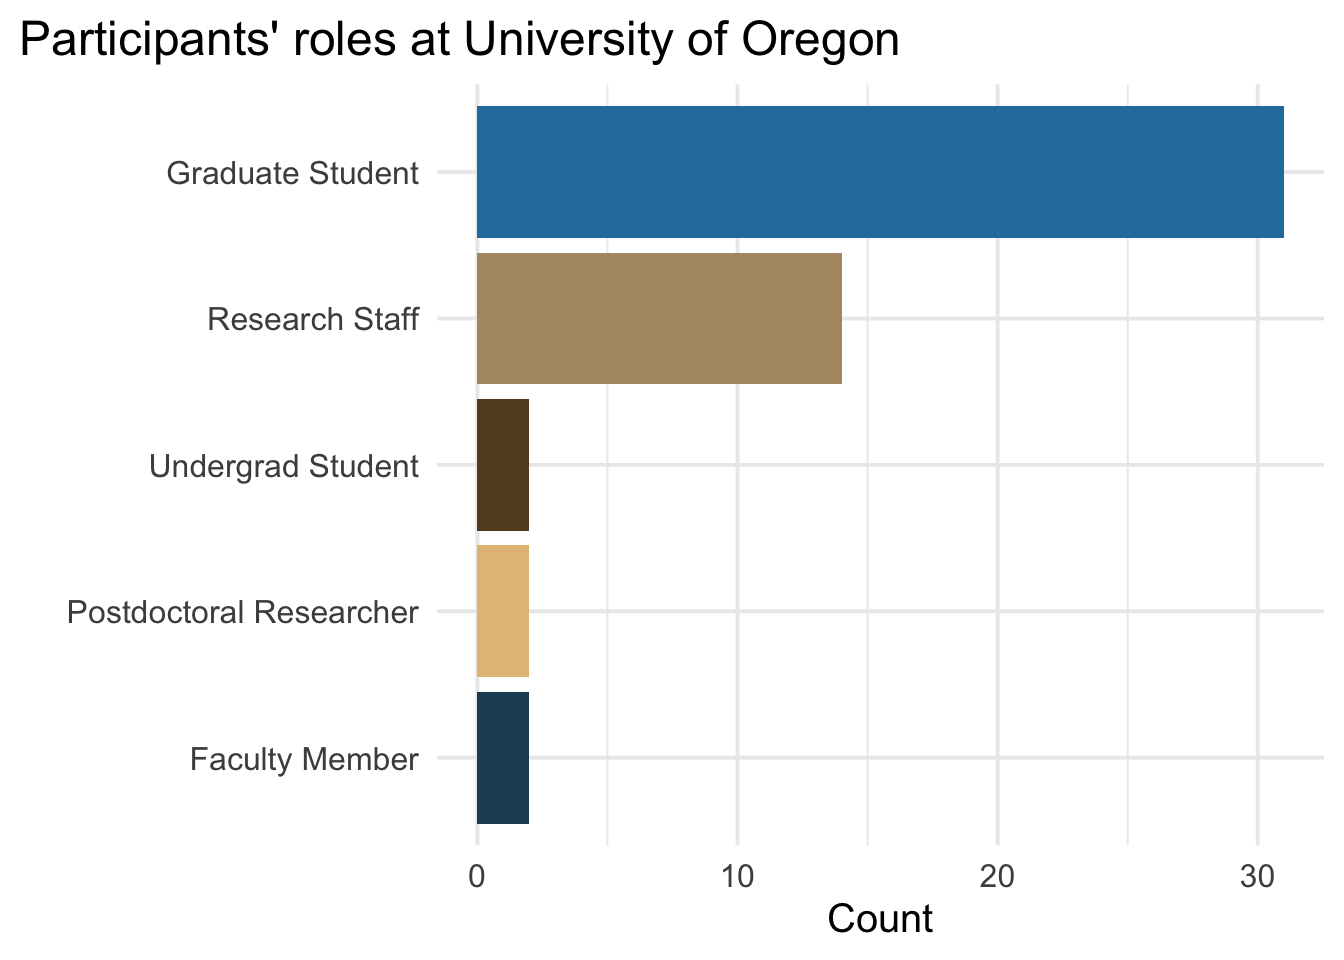 Participants' roles at University of Oregon
Graduate Student
Research Staff
Undergrad Student
Postdoctoral Researcher
Faculty Member
0 10 20 30
Count